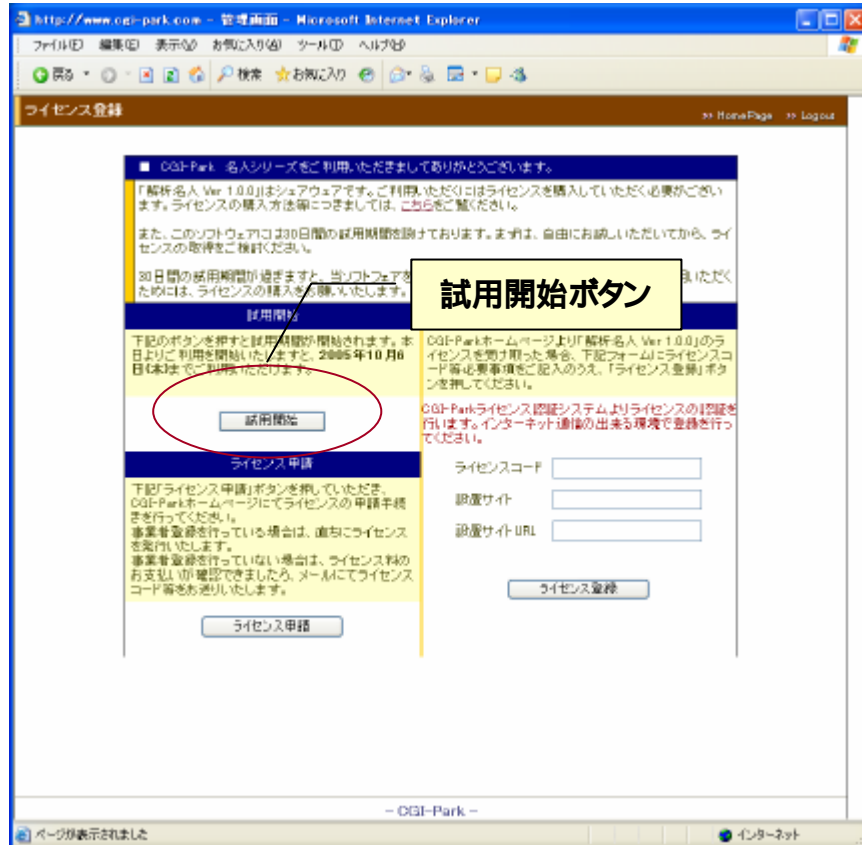 http://www.cgi-park.com - 管理画面 - Microsoft Internet Explorer
ファイル(F) 編集(E) 表示(V) お気に入り(A) ツール(T) ヘルプ(H)
戻る 検索 お気に入り
ライセンス登録
>> HomePage >> Logout
■ CGI-Park 名人シリーズをご利用いただきましてありがとうございます。
「解析名人 Ver 1.0.0」はシェアウェアです。ご利用いただくにはライセンスを購入していただく必要がござい
ます。ライセンスの購入方法等につきましては、こちらをご覧ください。
また、このソフトウェアには30日間の試用期間を設けております。まずは、自由にお試しいただいてから、ライ
センスの取得をご検討ください。
30日間の試用期間が過ぎますと、当ソフトフェアを
いただく
ためには、ライセンスの購入をお願いいたします。
試用開始ボタン
試用開始
下記のボタンを押すと試用期間が開始されます。本
日よりご利用を開始いたしますと、2005年10月6
日(木)までご利用いただけます。
試用開始
ライセンス申請
下記「ライセンス申請」ボタンを押していただき、
CGI-Parkホームページにてライセンスの申請手続
きを行ってください。
事業者登録を行っている場合は、直ちにライセンス
を発行いたします。
事業者登録を行っていない場合は、ライセンス料の
お支払いが確認できましたら、メールにてライセンス
コード等をお送りいたします。
ライセンス申請
CGI-Parkホームページより「解析名人 Ver 1.0.0」のラ
イセンスを受け取った場合、下記フォームにライセンスコ
ード等必要事項をご記入のうえ、「ライセンス登録」ボタ
ンを押してください。
CGI-Parkライセンス認証システムよりライセンスの認証を
行います。インターネット通信の出来る環境で登録を行っ
てください。
ライセンスコード
設置サイト
設置サイトURL
ライセンス登録
- CGI-Park -
ページが表示されました
インターネット